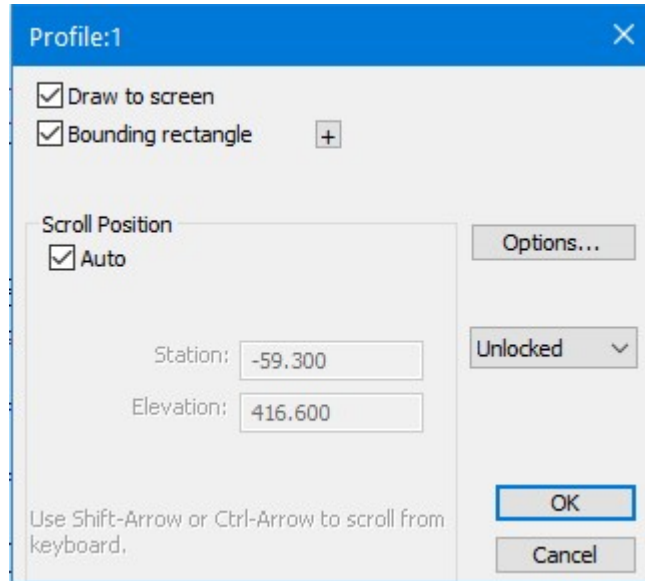 Profile:1
Draw to screen
Bounding rectangle +
Scroll Position
Auto
Options...
Station: -59.300
Unlocked
Elevation: 416.600
Use Shift-Arrow or Ctrl-Arrow to scroll from
keyboard.
OK
Cancel